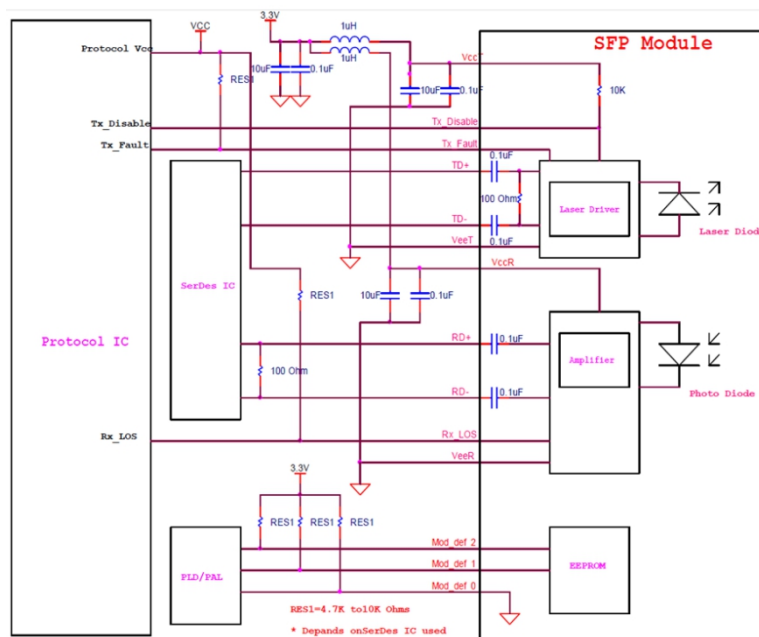 3.3V
VCC
1uH
SFP Module
Protocol Vcc
1uH
VccT
RES1
10uF
0.1uF
10uF
0.1uF
10K
Tx_Disable
Tx_Disable
Tx_Fault
Tx_Fault
0.1uF
TD+
100 Ohm
Laser Driver
TD-
Laser Diod
VeeT
0.1uF
VccR
SerDes IC
RES1
10uF
0.1uF
Protocol IC
RD+
0.1uF
Amplifier
100 Ohm
RD-
0.1uF
Photo Diode
Rx_LOS
Rx_LOS
VeeR
3.3V
RES1
RES1
RES1
Mod_def 2
Mod_def 1
PLD/PAL
EEPROM
Mod_def 0
RES1=4.7K to10K Ohms
* Depands onSerDes IC used